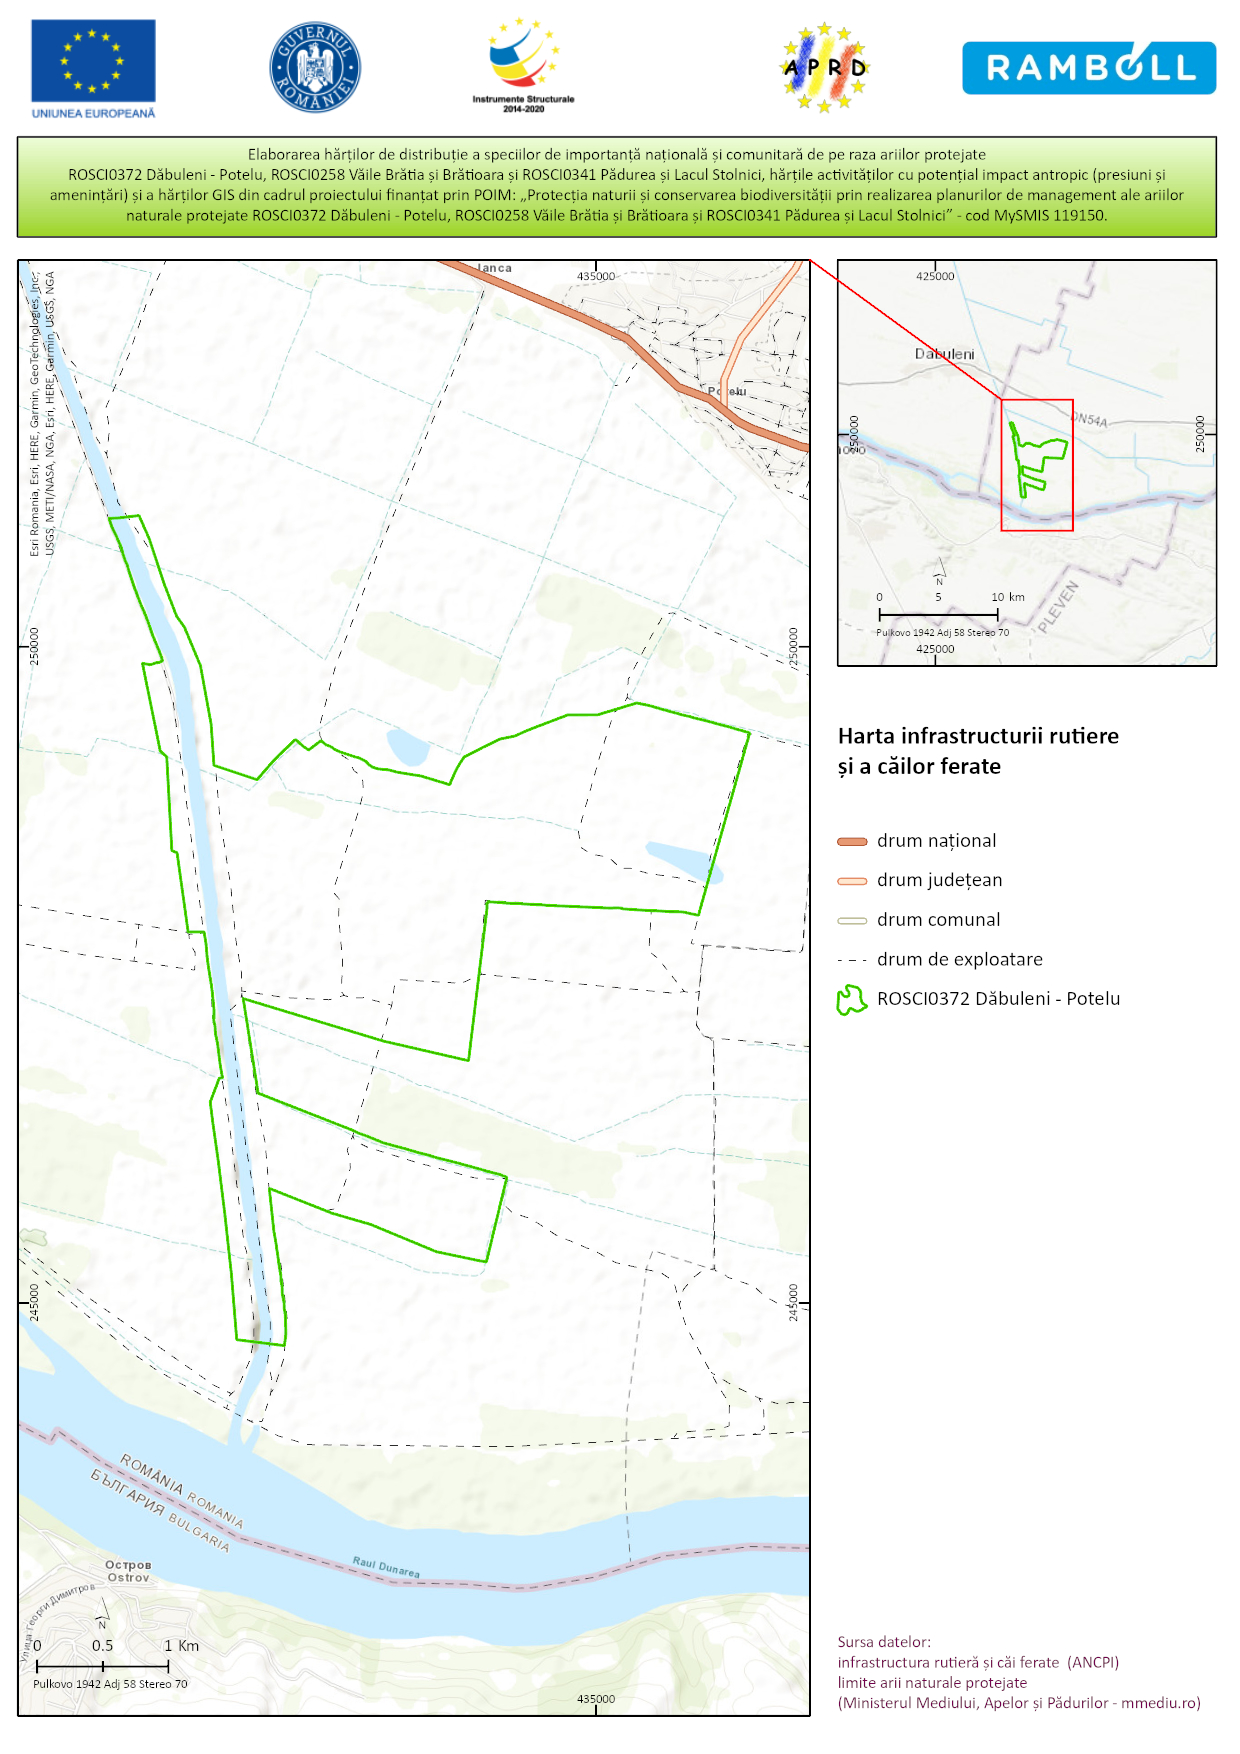 UNIUNEA EUROPEANĂ
GUVERNUL ROMÂNIEI
Instrumente Structurale
2014-2020
APRD
RAMBOLL
Elaborarea hărților de distribuție a speciilor de importanță națională și comunitară de pe raza ariilor protejate
ROSCI0372 Dăbuleni - Potelu, ROSCI0258 Văile Brătia și Brătioara și ROSCI0341 Pădurea și Lacul Stolnici, hărțile activităților cu potențial impact antropic (presiuni și
amenințări) și a hărților GIS din cadrul proiectului finanțat prin POIM: „Protecția naturii si conservarea biodiversității prin realizarea planurilor de management ale ariilor
naturale protejate ROSCI0372 Dăbuleni - Potelu, ROSCI0258 Văile Brătia și Brătioara și ROSCI0341 Pădurea și Lacul Stolnici” - cod MySMIS 119150.
Esri Romania, Esri, HERE, Garmin, GeoTechnologies, Inc.,
USGS, METI/NASA, NGA, Esri, HERE, Garmin, USGS, NGA
Ianca
435000
Potelu
250000
250000
245000
245000
ROMÂNIA ROMANIA
БЪЛГАРИЯ BULGARIA
Raul Dunarea
Остров
Ostrov
Улица Георги Димитров
N
0 0.5 1 Km
Pulkovo 1942 Adj 58 Stereo 70
435000
425000
Dabuleni
DN54A
250000
250000
PLEVEN
N
0 5 10 km
Pulkovo 1942 Adj 58 Stereo 70
425000
Harta infrastructurii rutiere
și a căilor ferate
drum național
drum județean
drum comunal
drum de exploatare
ROSCI0372 Dăbuleni - Potelu
Sursa datelor:
infrastructura rutieră și căi ferate (ANCPI)
limite arii naturale protejate
(Ministerul Mediului, Apelor și Pădurilor - mmediu.ro)